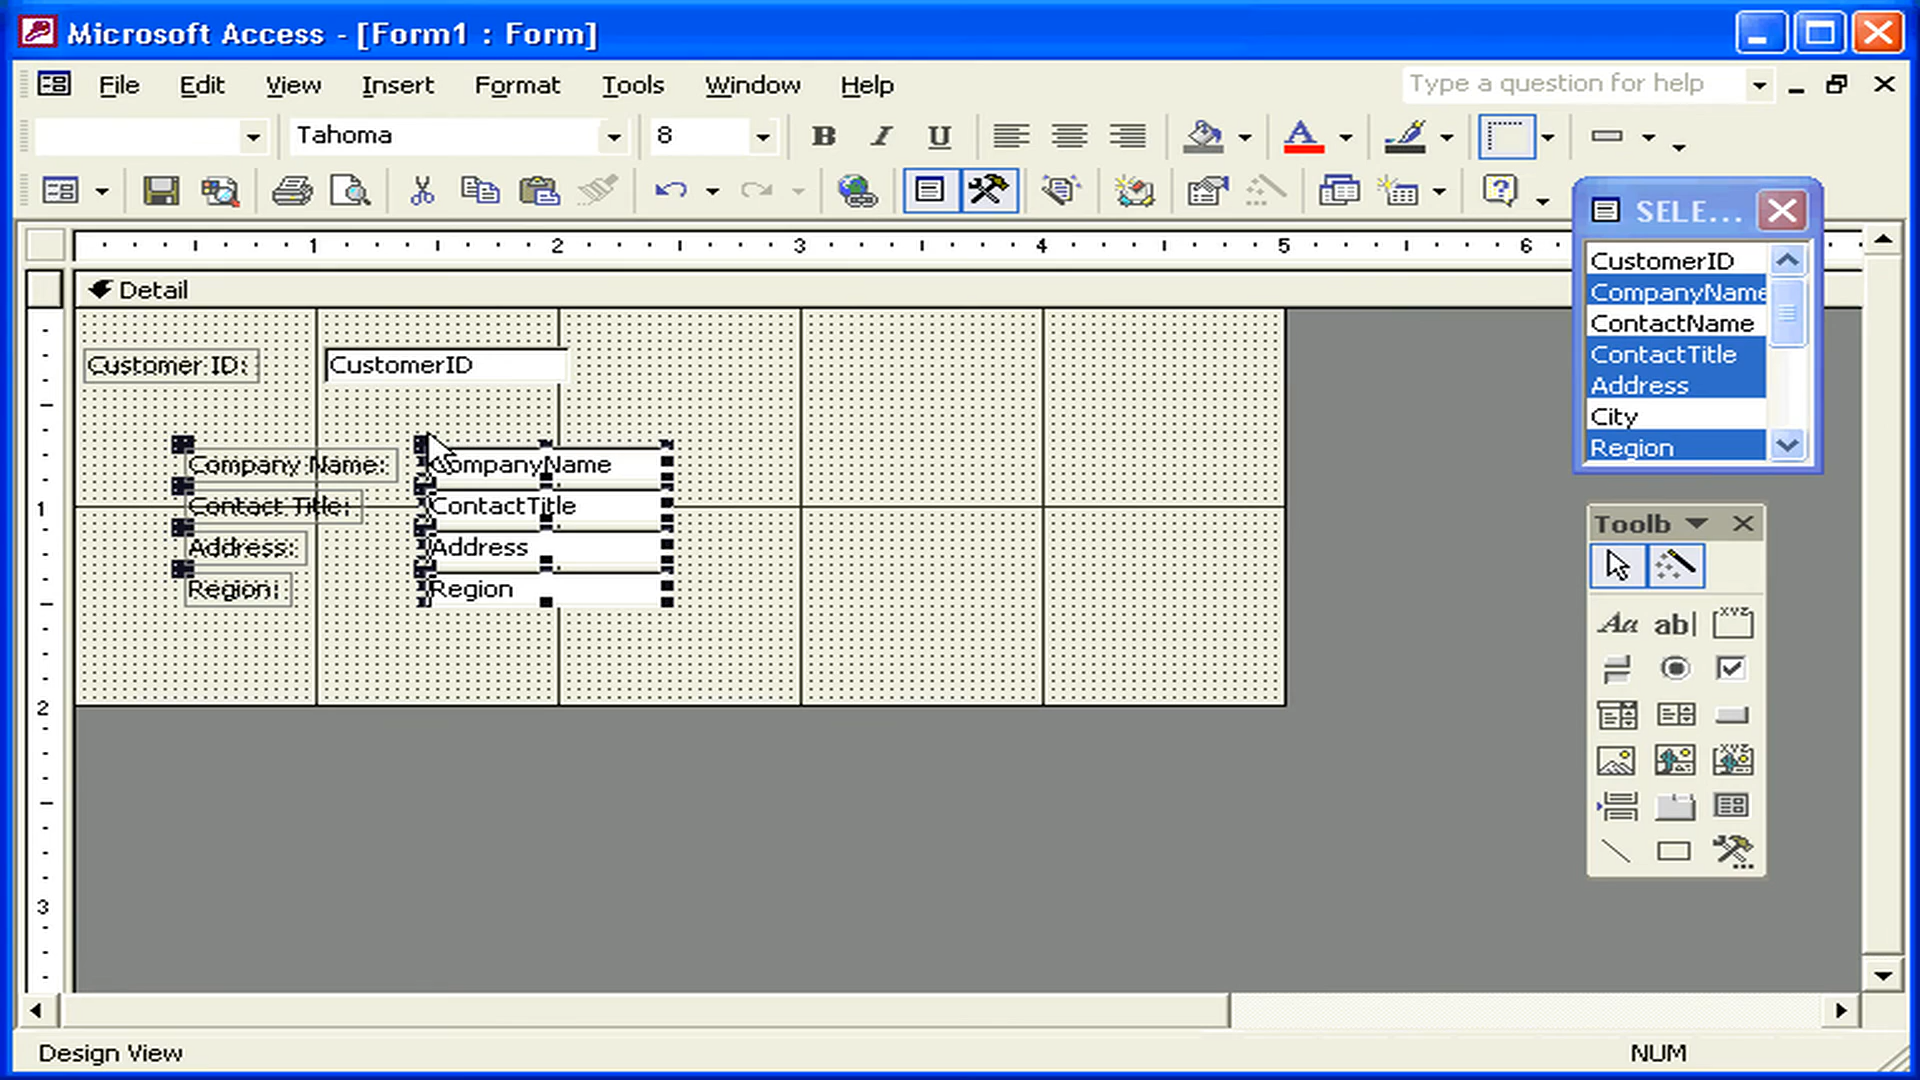 Microsoft Access - [Form1 : Form]
File Edit View Insert Format Tools Window Help
Type a question for help
Tahoma 8 B I U A
1 2 3 4 5 6
SELE...
CustomerID
CompanyName
ContactName
ContactTitle
Address
City
Region
Detail
Customer ID: CustomerID
Company Name: CompanyName
Contact Title: ContactTitle
Address: Address
Region: Region
1
2
3
Toolb
Aa ab| XYZ
XYZ
Design View NUM